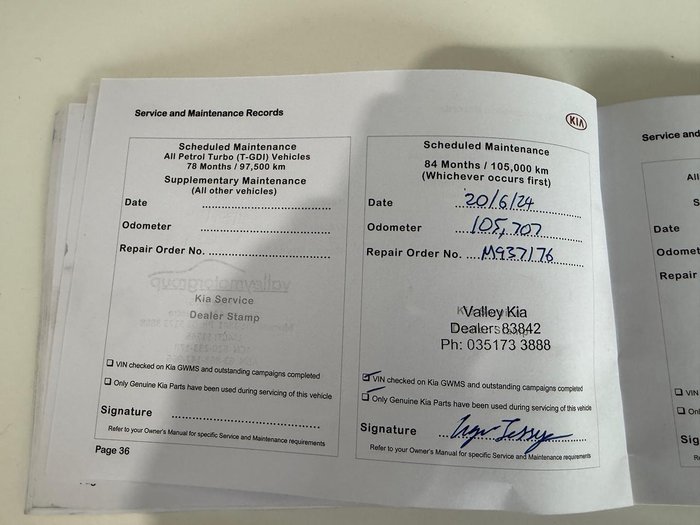 Service and Maintenance Records
KIA
Scheduled Maintenance
All Petrol Turbo (T-GDI) Vehicles
78 Months / 97,500 km
Supplementary Maintenance
(All other vehicles)
Date
Odometer
Repair Order No.
Kia Service
Dealer Stamp
VIN checked on Kia GWMS and outstanding campaigns completed
Only Genuine Kia Parts have been used during servicing of this vehicle
Signature
Refer to your Owner's Manual for specific Service and Maintenance requirements
Page 36
Scheduled Maintenance
84 Months / 105,000 km
(Whichever occurs first)
Date 20/6/24
Odometer 105,707
Repair Order No. M937176
Valley Kia
Dealers 83842
Ph: 035173 3888
VIN checked on Kia GWMS and outstanding campaigns completed
Only Genuine Kia Parts have been used during servicing of this vehicle
Signature
Refer to your Owner's Manual for specific Service and Maintenance requirements
Service and
Date
Repair
VIN